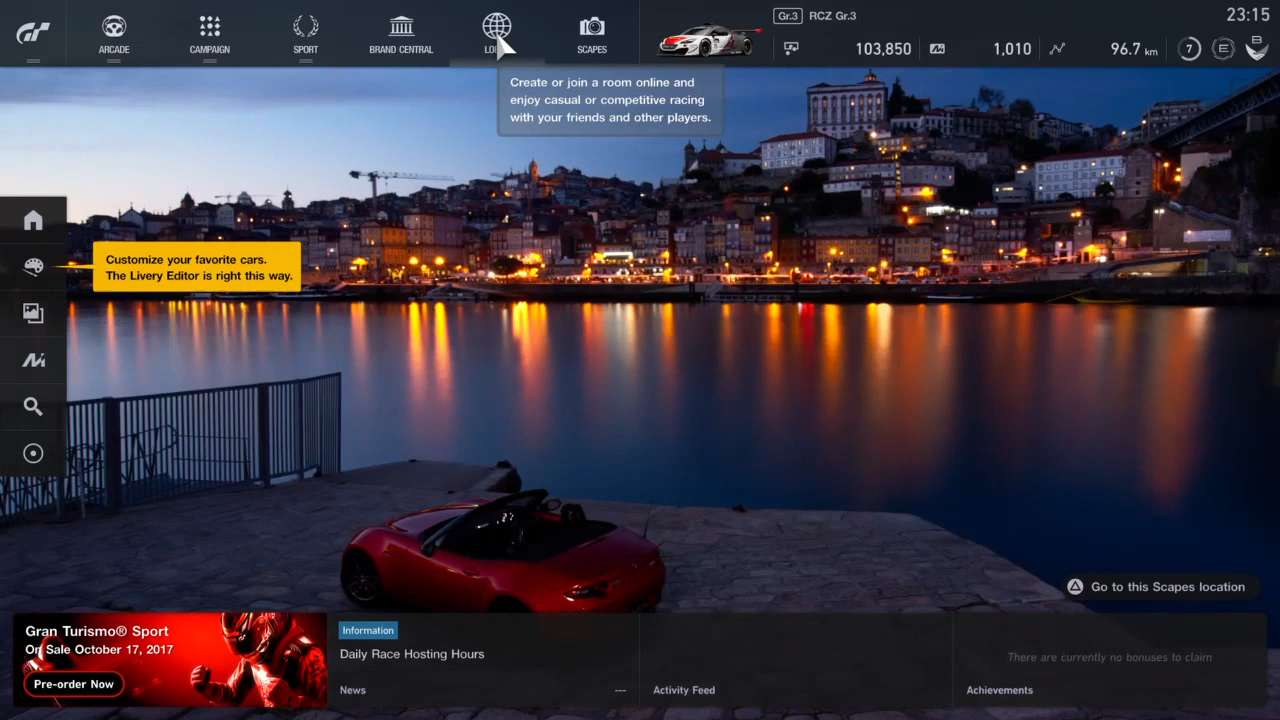 Gr.3 RCZ Gr.3
23:15
ARCADE
CAMPAIGN
SPORT
BRAND CENTRAL
SCAPES
103,850
1,010
96.7 km
7
E
B
Create or join a room online and
enjoy casual or competitive racing
with your friends and other players.
Customize your favorite cars.
The Livery Editor is right this way.
Go to this Scapes location
Gran Turismo® Sport
On Sale October 17, 2017
Pre-order Now
Information
Daily Race Hosting Hours
News ---
Activity Feed
There are currently no bonuses to claim
Achievements